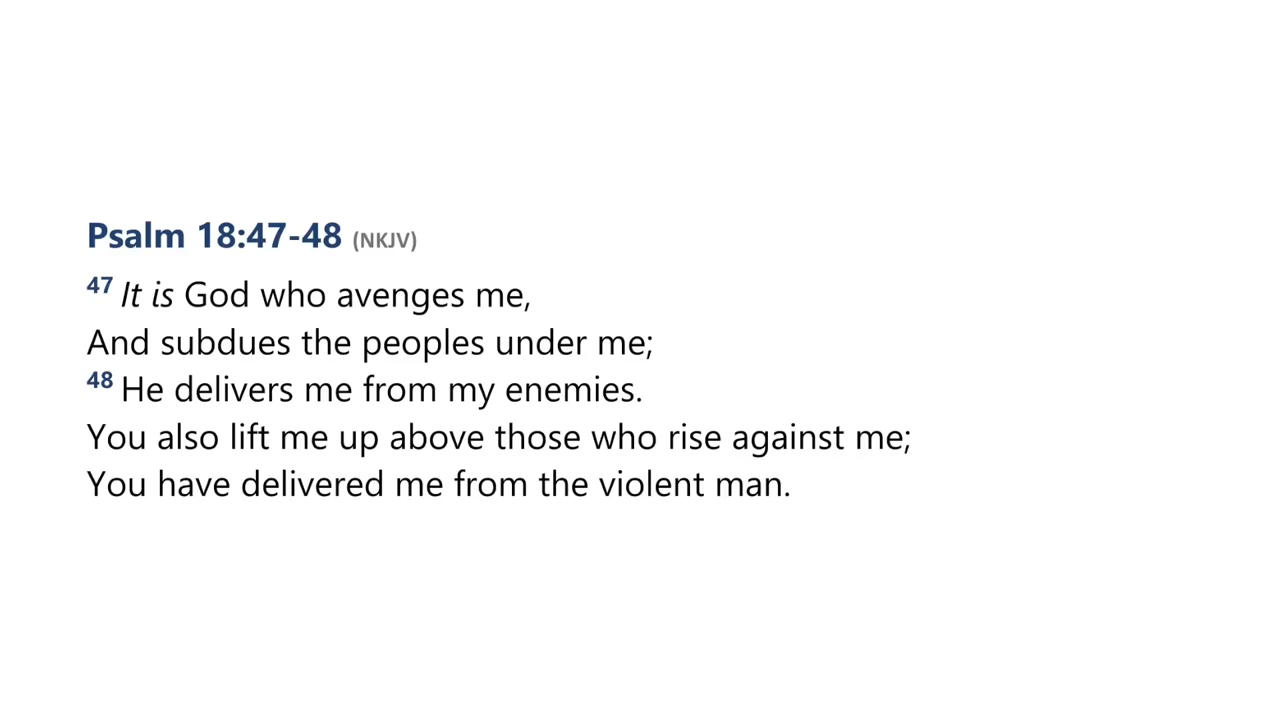 Psalm 18:47-48 (NKJV)
47 It is God who avenges me,
And subdues the peoples under me;
48 He delivers me from my enemies.
You also lift me up above those who rise against me;
You have delivered me from the violent man.